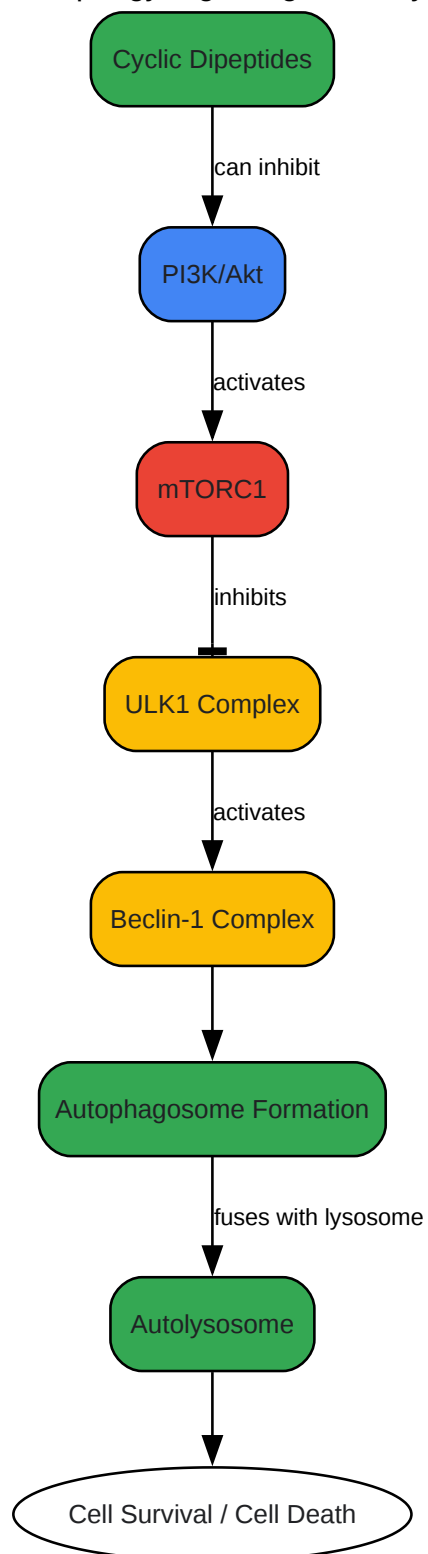 Cyclic Dipeptides
can inhibit
PI3K/Akt
activates
mTORC1
inhibits
ULK1 Complex
activates
Beclin-1 Complex
Autophagosome Formation
fuses with lysosome
Autolysosome
Cell Survival / Cell Death